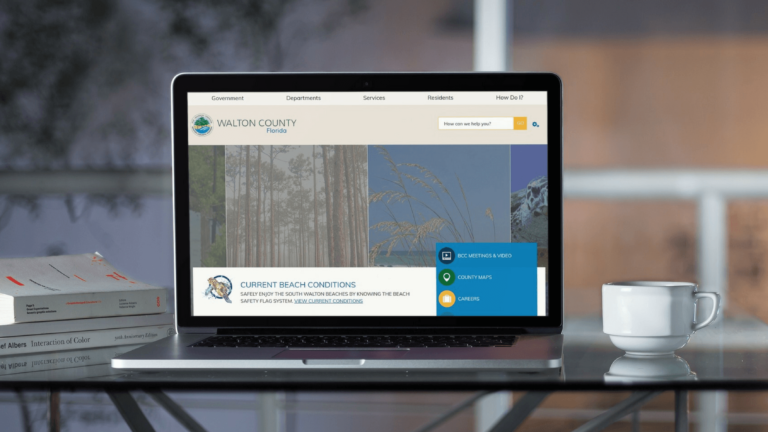 Government Departments Services Residents How Do I?
WALTON COUNTY
Florida
How can we help you?
BCC MEETINGS & VIDEO
COUNTY MAPS
CAREERS
CURRENT BEACH CONDITIONS
SAFELY ENJOY THE SOUTH WALTON BEACHES BY KNOWING THE BEACH
SAFETY FLAG SYSTEM. VIEW CURRENT CONDITIONS.
Interaction of Color